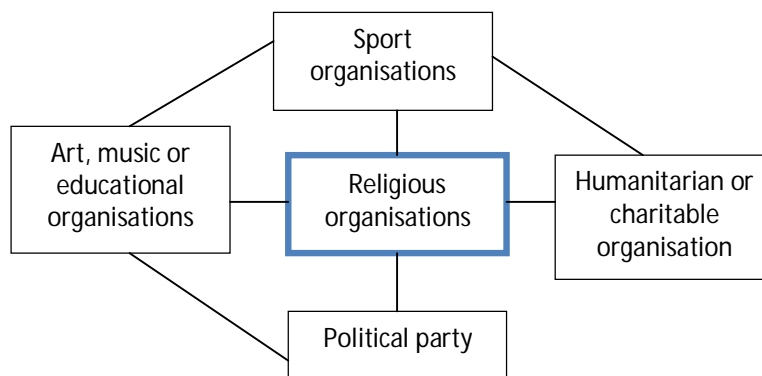 Sport
organisations
Art, music or
educational
organisations
Religious
organisations
Humanitarian or
charitable
organisation
Political party